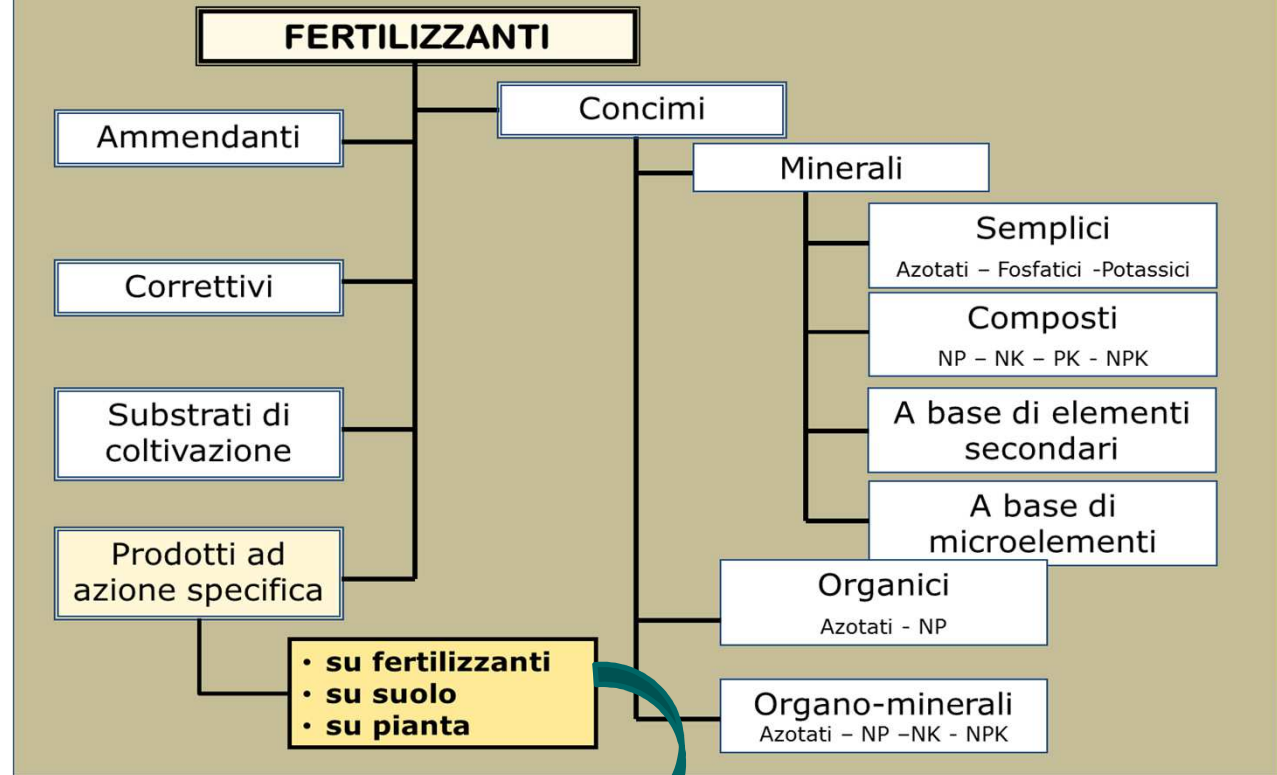 FERTILIZZANTI
Ammendanti
Correttivi
Substrati di
coltivazione
Prodotti ad
azione specifica
• su fertilizzanti
• su suolo
• su pianta
Concimi
Minerali
Semplici
Azotati – Fosfatici -Potassici
Composti
NP – NK – PK - NPK
A base di elementi
secondari
A base di
microelementi
Organici
Azotati - NP
Organo-minerali
Azotati – NP –NK - NPK